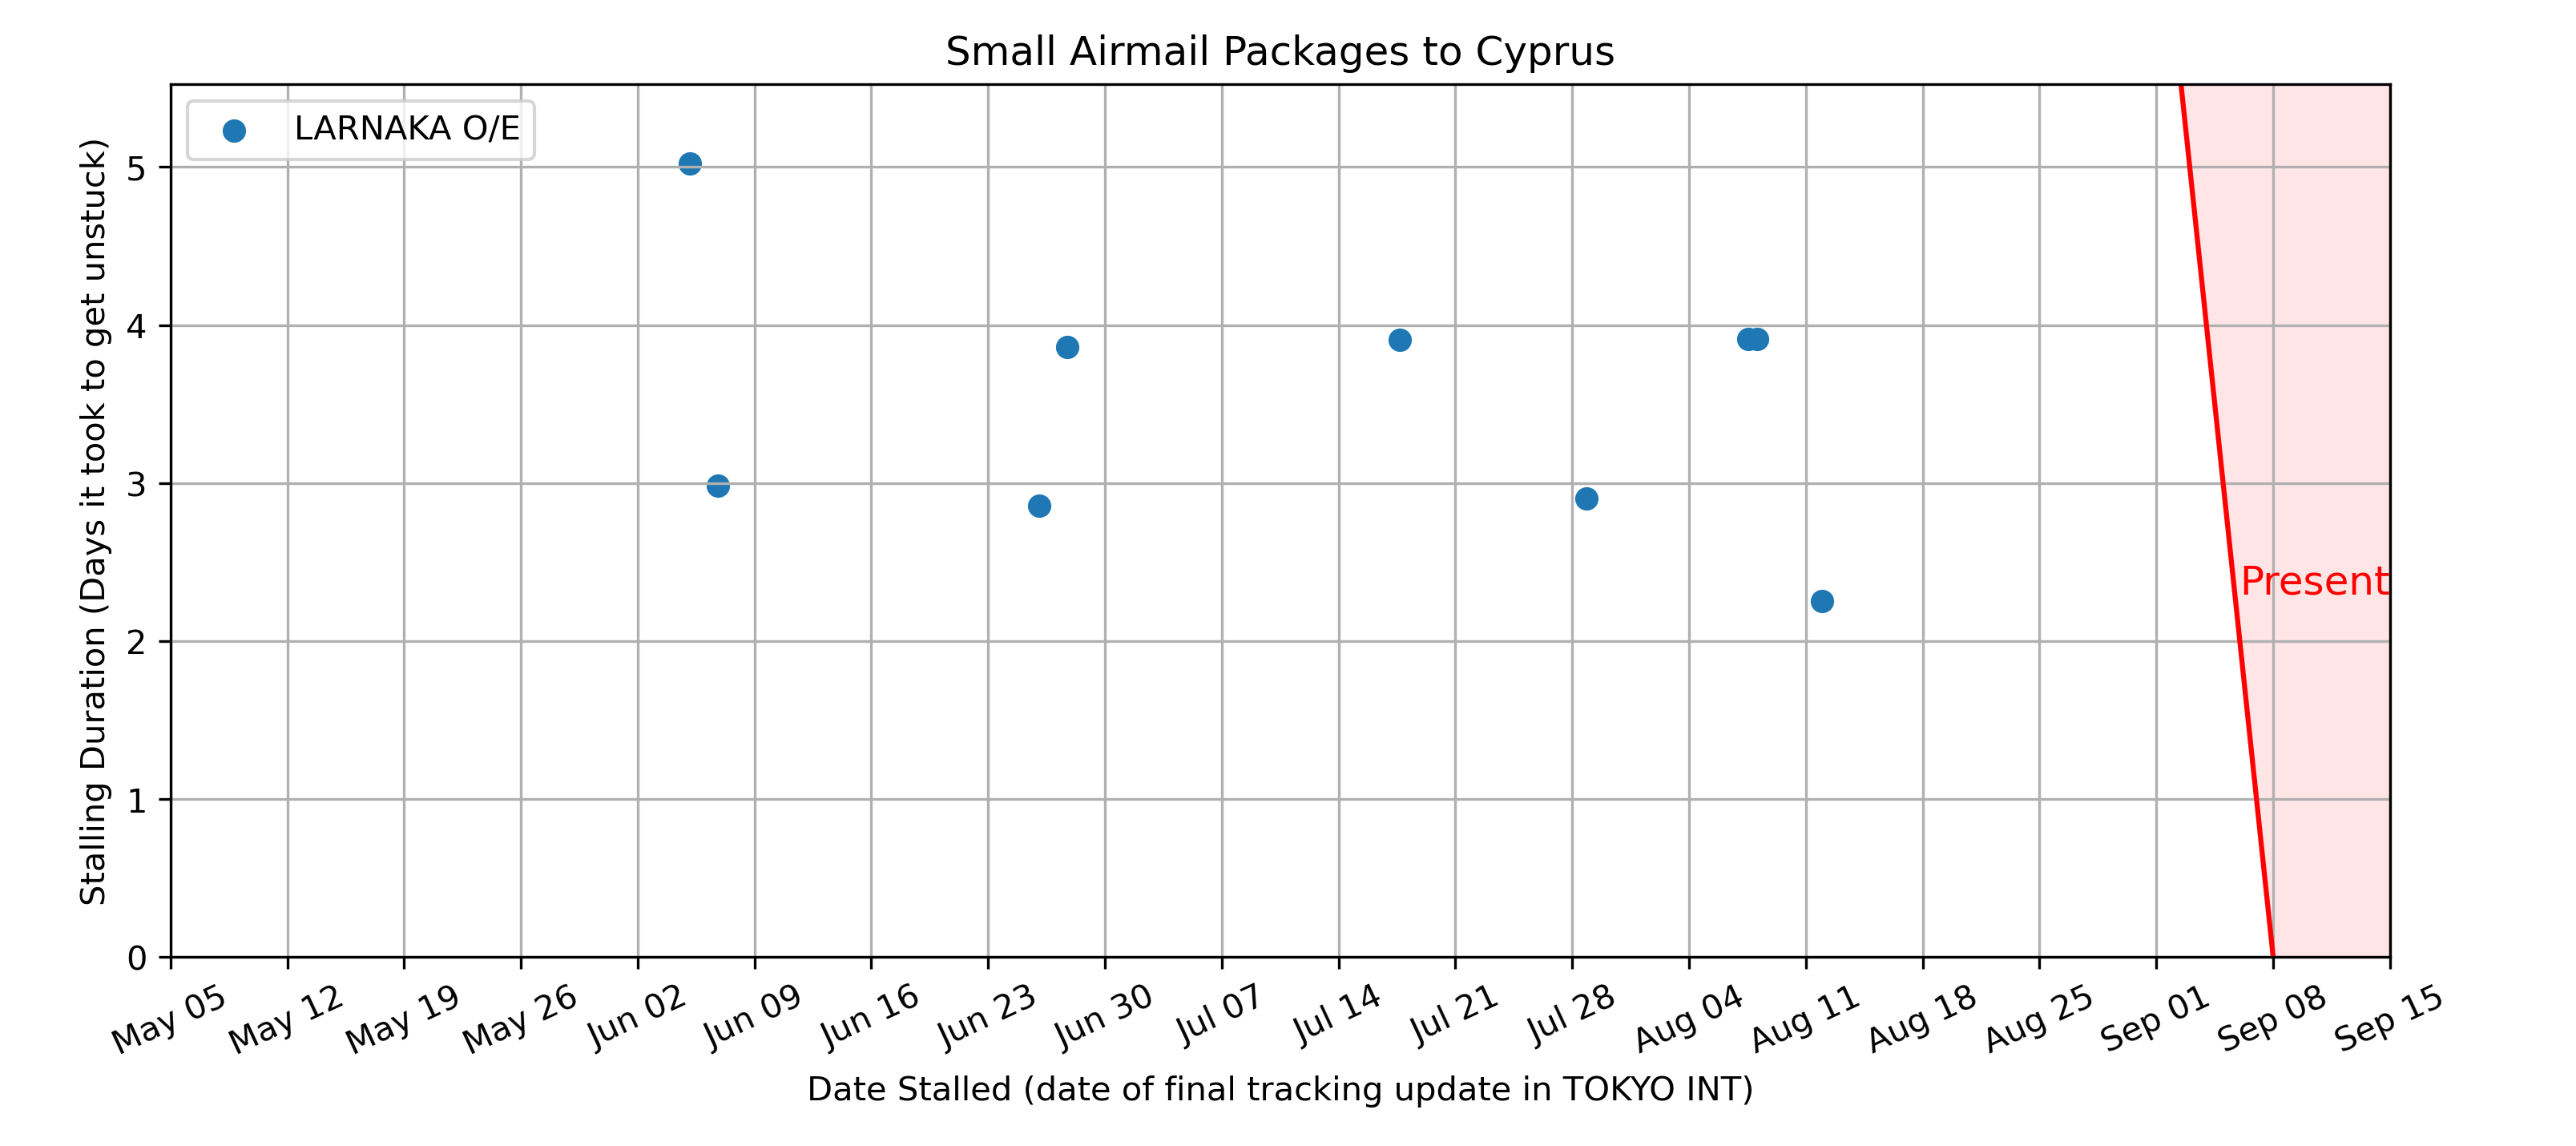 Small Airmail Packages to Cyprus
LARNAKA O/E
Stalling Duration (Days it took to get unstuck)
5
4
3
2
1
0
Present
May 05 May 12 May 19 May 26 Jun 02 Jun 09 Jun 16 Jun 23 Jun 30 Jul 07 Jul 14 Jul 21 Jul 28 Aug 04 Aug 11 Aug 18 Aug 25 Sep 01 Sep 08 Sep 15
Date Stalled (date of final tracking update in TOKYO INT)